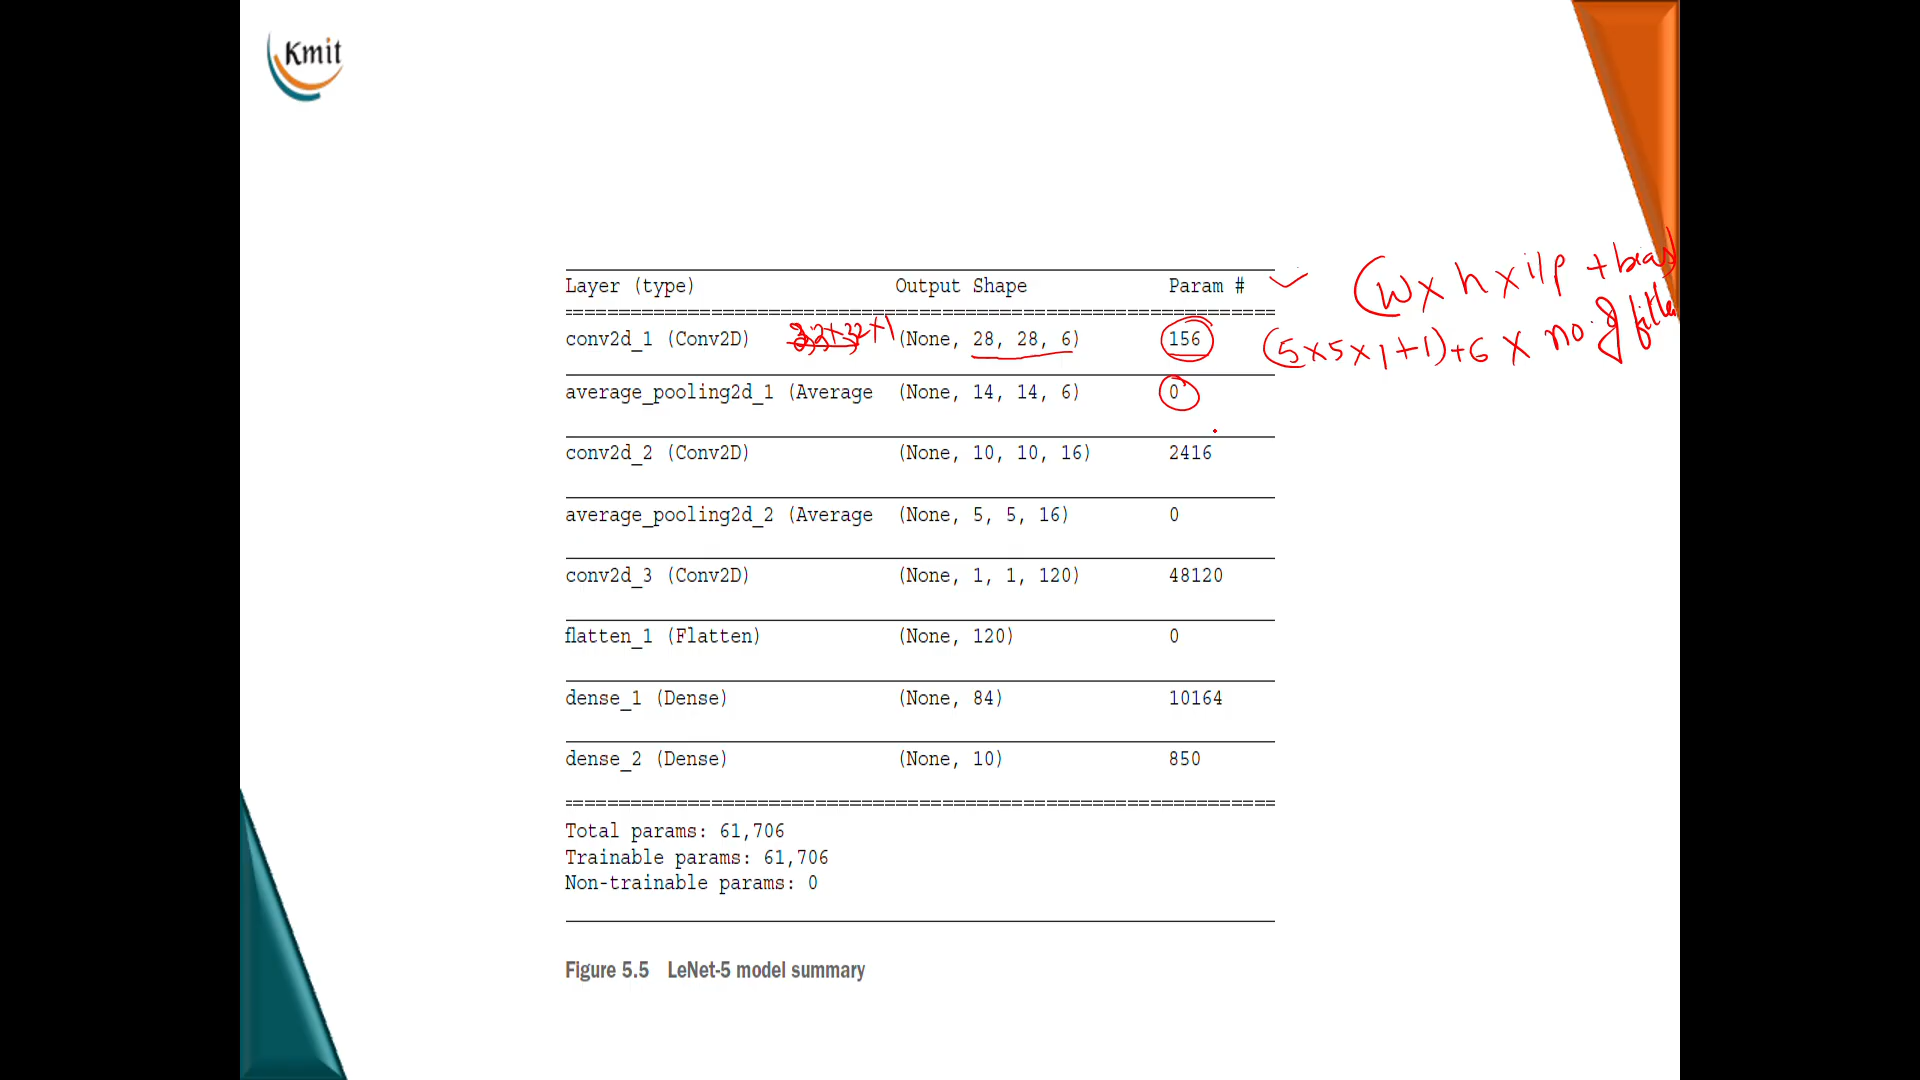 Kmit
Layer (type) Output Shape Param #
(W x h x i/p + bias)
=================================================================
conv2d_1 (Conv2D) (None, 28, 28, 6) 156
(5x5x1+1)+6 x no. of filte
average_pooling2d_1 (Average (None, 14, 14, 6) 0
conv2d_2 (Conv2D) (None, 10, 10, 16) 2416
average_pooling2d_2 (Average (None, 5, 5, 16) 0
conv2d_3 (Conv2D) (None, 1, 1, 120) 48120
flatten_1 (Flatten) (None, 120) 0
dense_1 (Dense) (None, 84) 10164
dense_2 (Dense) (None, 10) 850
=================================================================
Total params: 61,706
Trainable params: 61,706
Non-trainable params: 0
Figure 5.5 LeNet-5 model summary